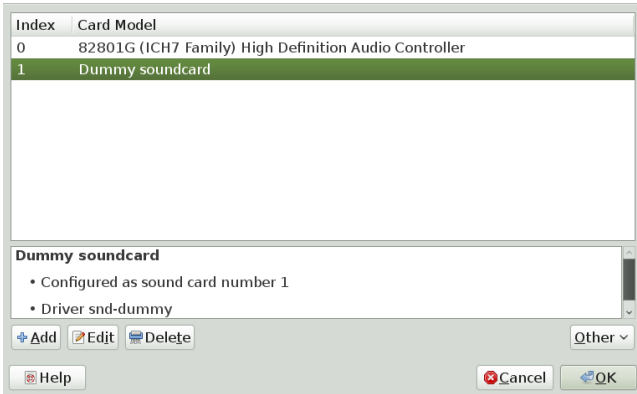 Index Card Model
0 82801G (ICH7 Family) High Definition Audio Controller
1 Dummy soundcard
Dummy soundcard
• Configured as sound card number 1
• Driver snd-dummy
Add Edit Delete Other
Help Cancel OK